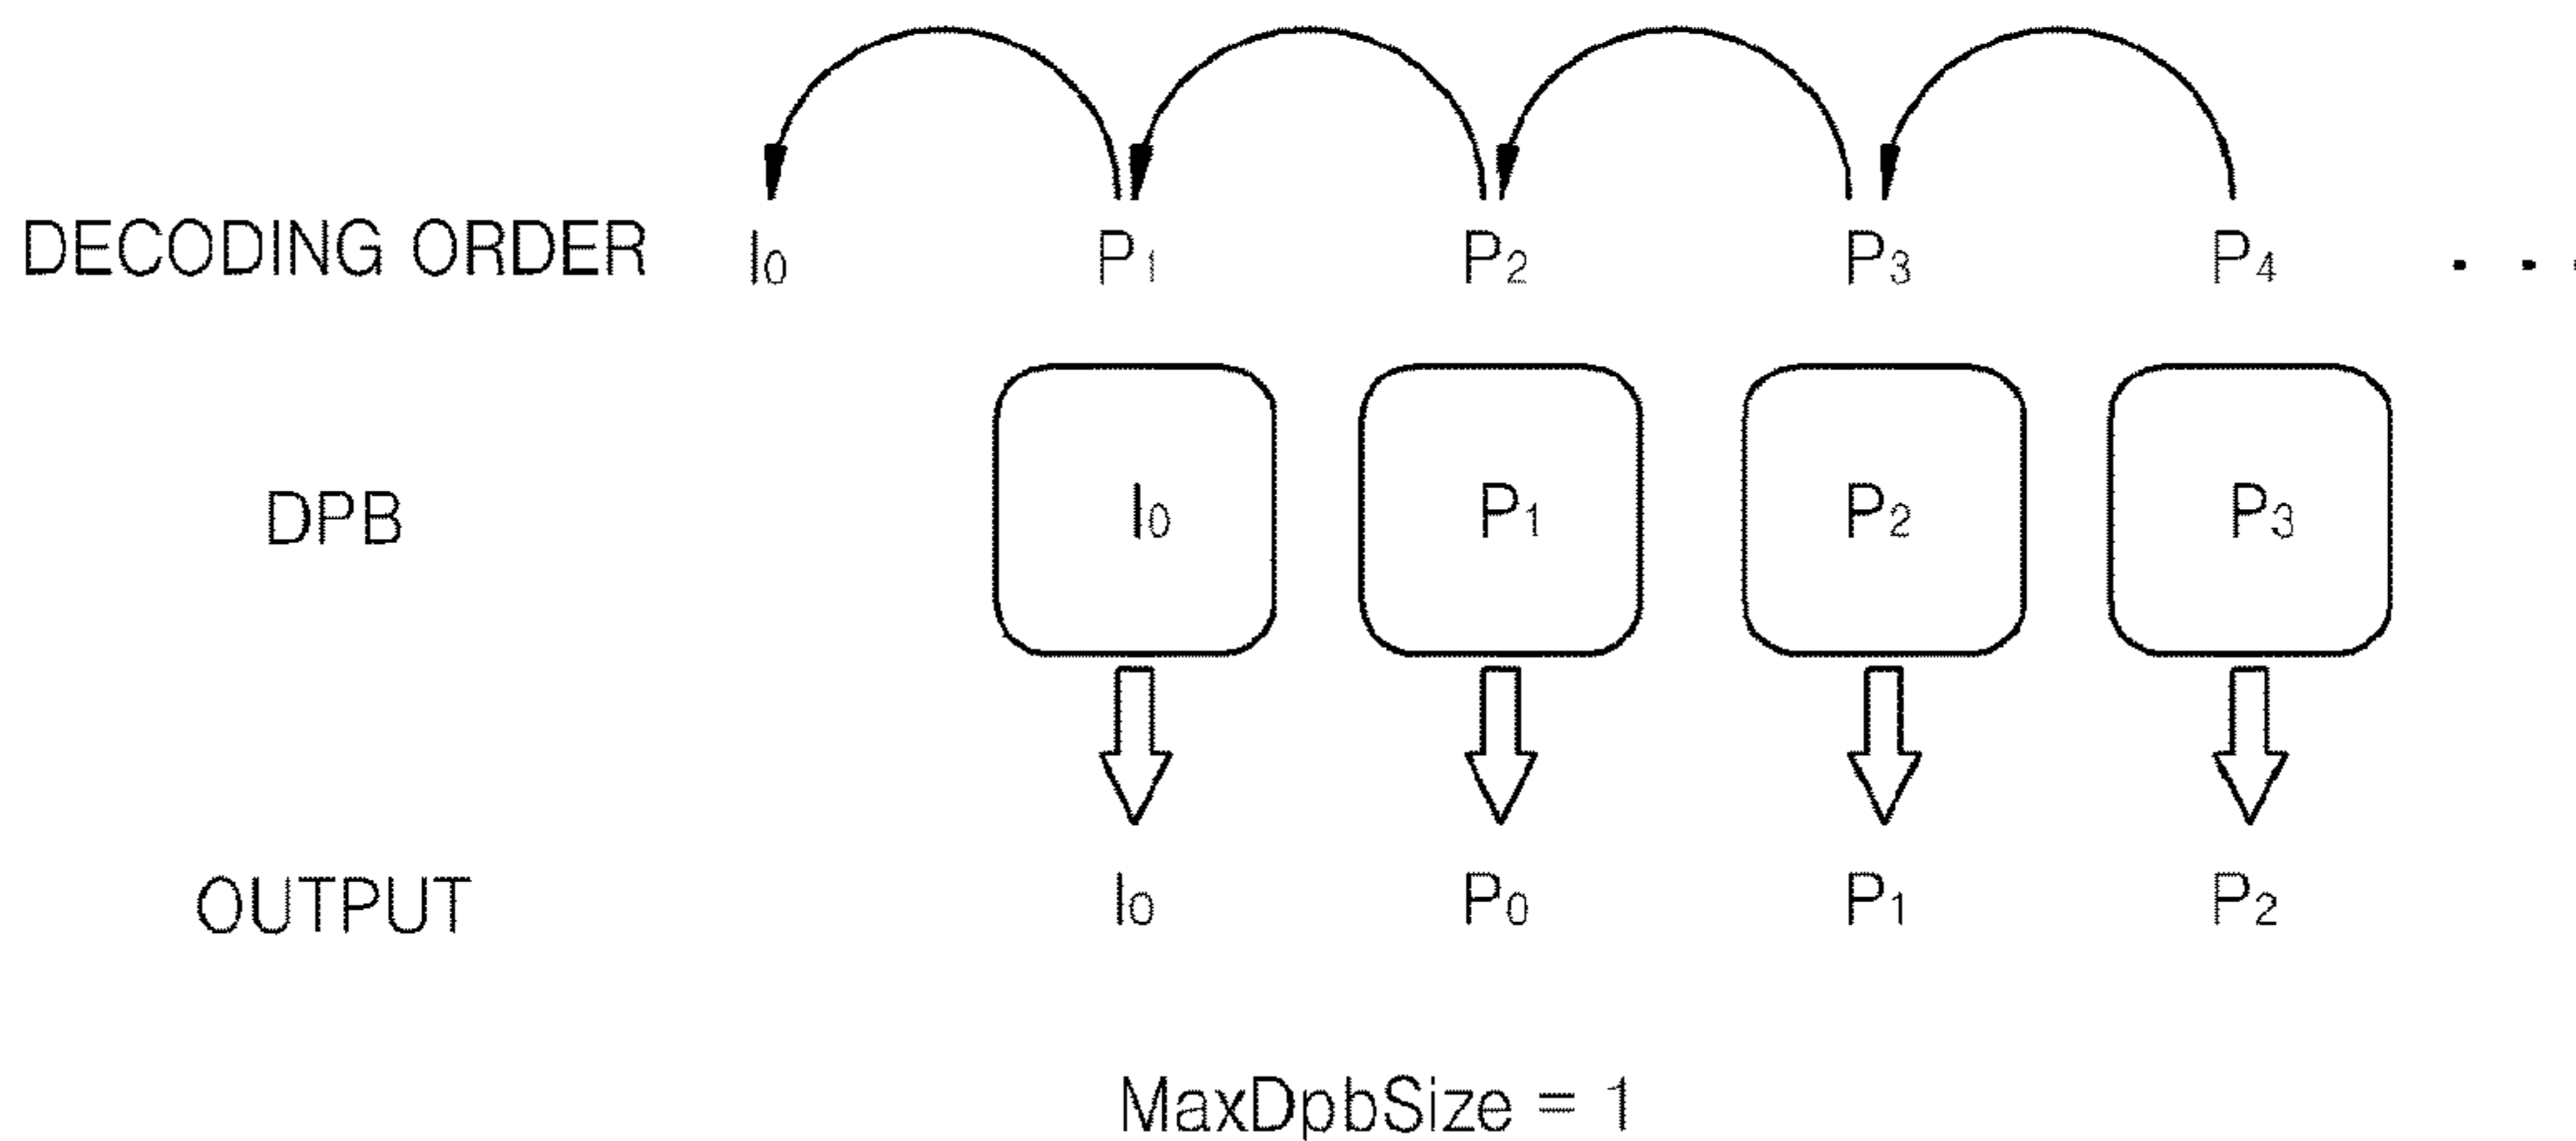 DECODING ORDER I₀ P₁ P₂ P₃ P₄ . . .
DPB I₀ P₁ P₂ P₃
OUTPUT I₀ P₀ P₁ P₂
MaxDpbSize = 1